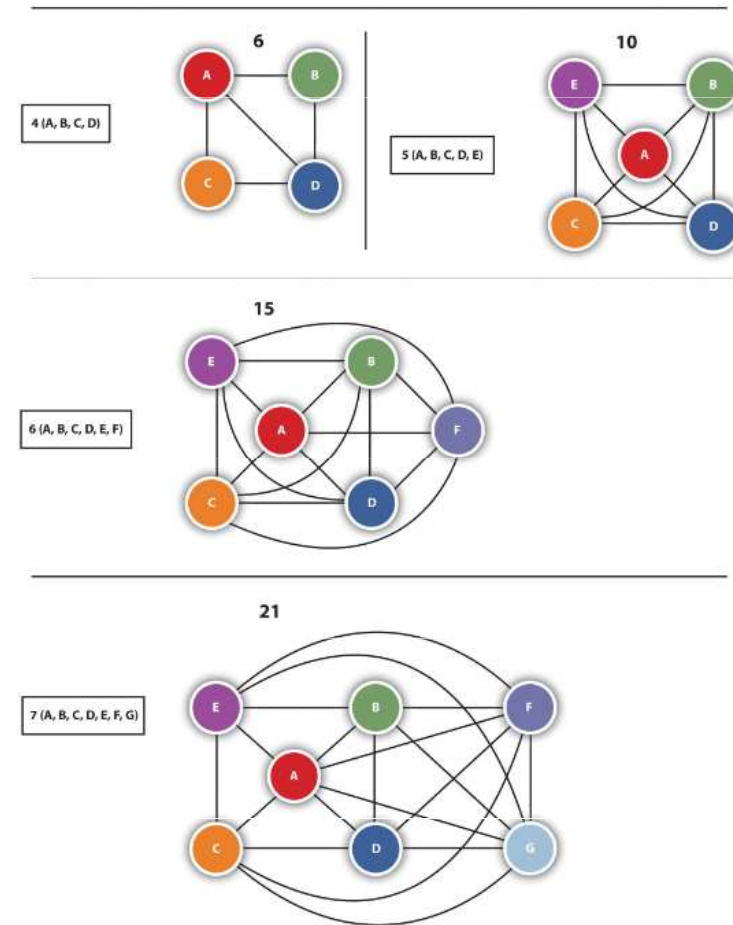 6
A
B
4 (A, B, C, D)
C
D
10
E
B
5 (A, B, C, D, E)
A
C
D
15
E
B
6 (A, B, C, D, E, F)
A
F
C
D
21
7 (A, B, C, D, E, F, G)
E
B
F
A
C
D
G